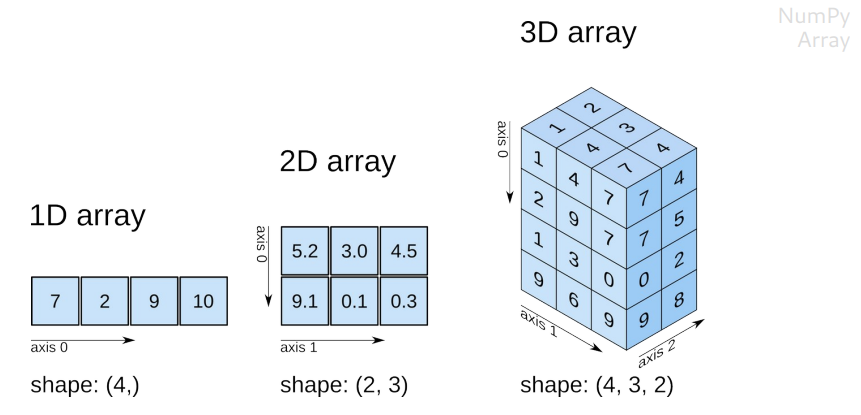 NumPy
Array
3D array
2D array
1D array
7 2 9 10
axis 0
shape: (4,)
axis 0
5.2 3.0 4.5
9.1 0.1 0.3
axis 1
shape: (2, 3)
axis 0
2
1 3
4 4
7
1 4 7
2 9 7
1 3 0
9 6 9
7 4
7 5
0 2
9 8
axis 1
axis 2
shape: (4, 3, 2)